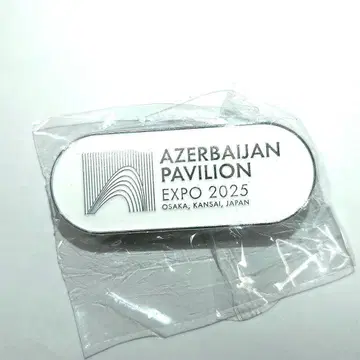 AZERBAIJAN
PAVILION
EXPO 2025
OSAKA, KANSAI, JAPAN